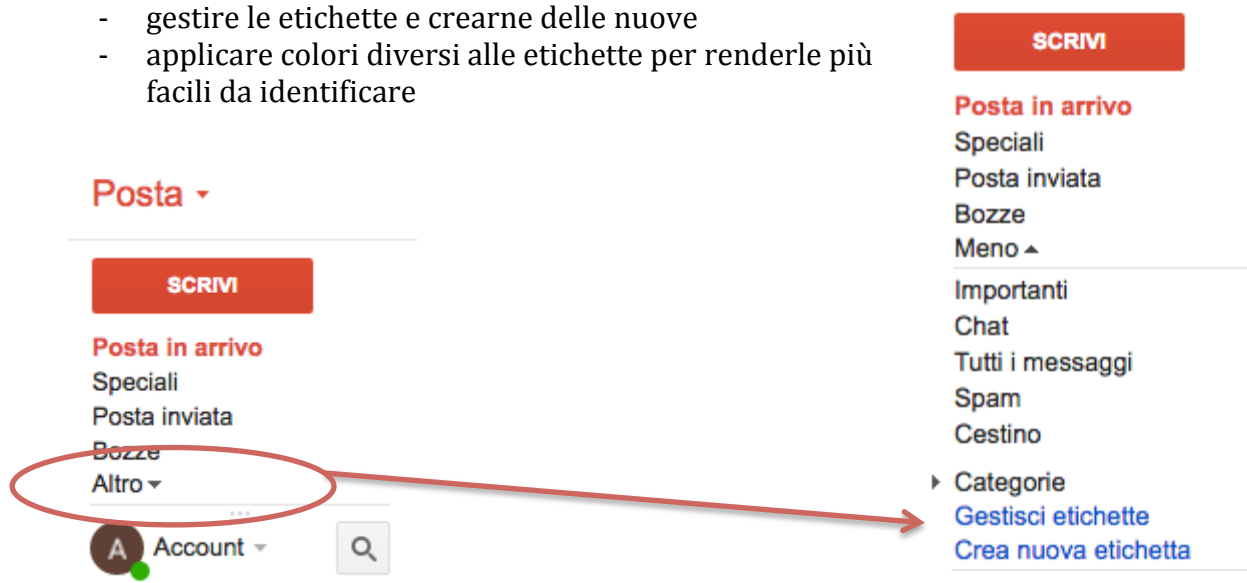 - gestire le etichette e crearne delle nuove
- applicare colori diversi alle etichette per renderle più
facili da identificare
Posta
SCRIVI
Posta in arrivo
Speciali
Posta inviata
Bozze
Altro
A
Account
SCRIVI
Posta in arrivo
Speciali
Posta inviata
Bozze
Meno
Importanti
Chat
Tutti i messaggi
Spam
Cestino
Categorie
Gestisci etichette
Crea nuova etichetta